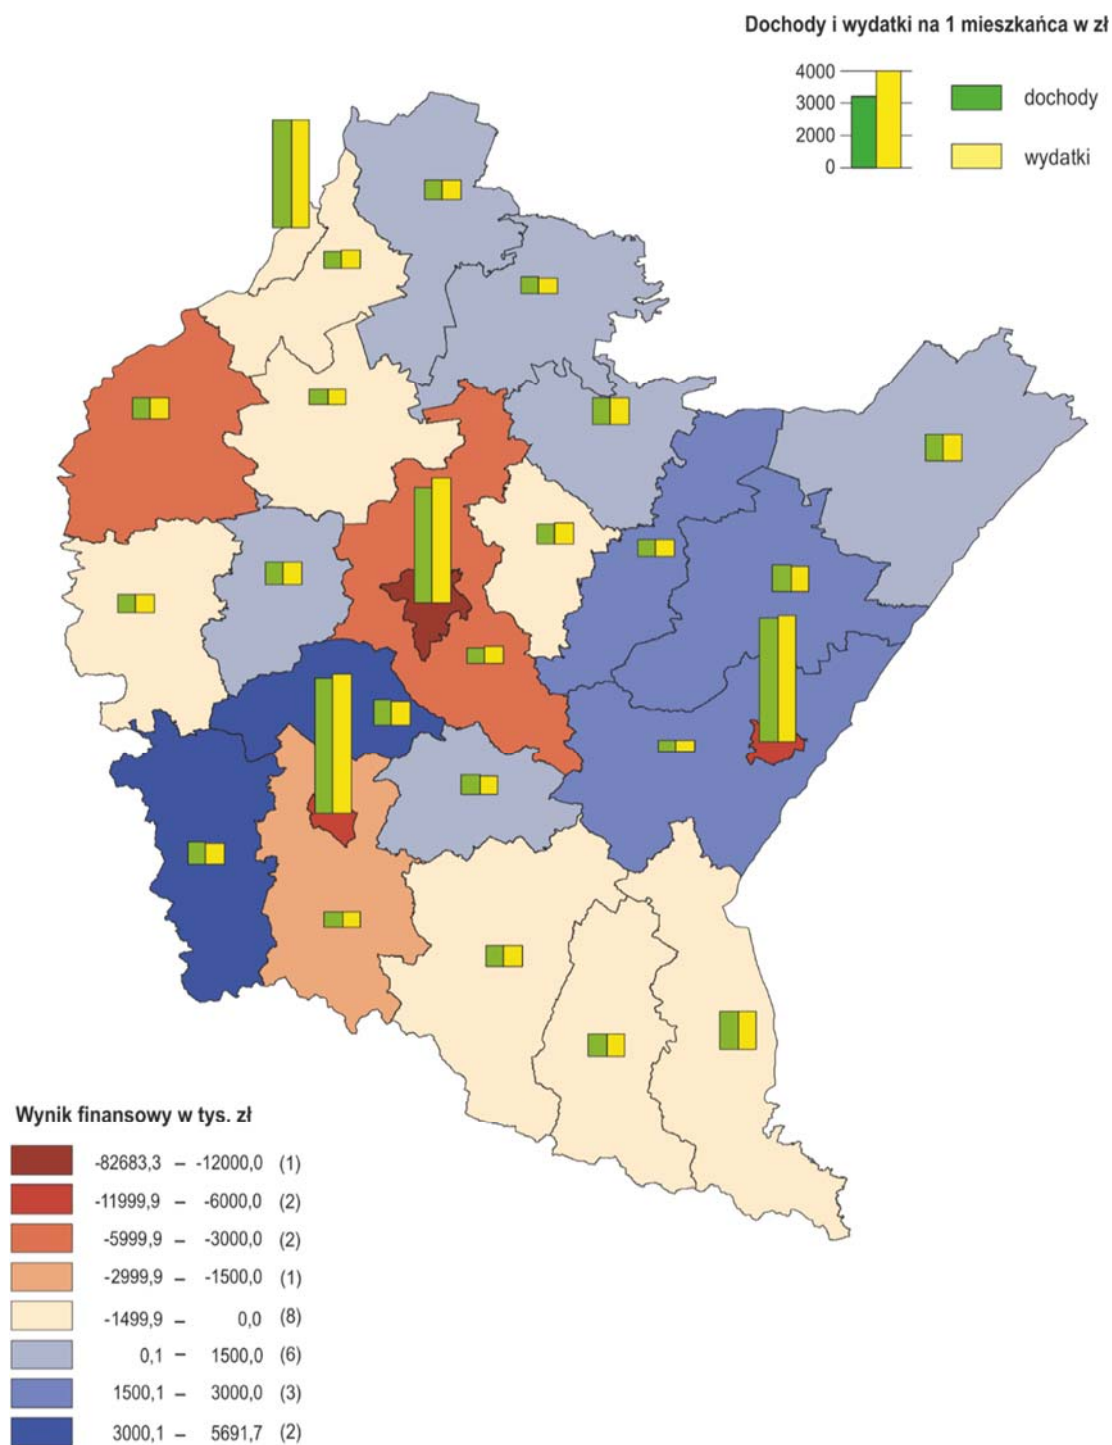 Dochody i wydatki na 1 mieszkańca w zł
4000
3000
2000
0
dochody
wydatki
Wynik finansowy w tys. zł
-82683,3 – -12000,0 (1)
-11999,9 – -6000,0 (2)
-5999,9 – -3000,0 (2)
-2999,9 – -1500,0 (1)
-1499,9 – 0,0 (8)
0,1 – 1500,0 (6)
1500,1 – 3000,0 (3)
3000,1 – 5691,7 (2)